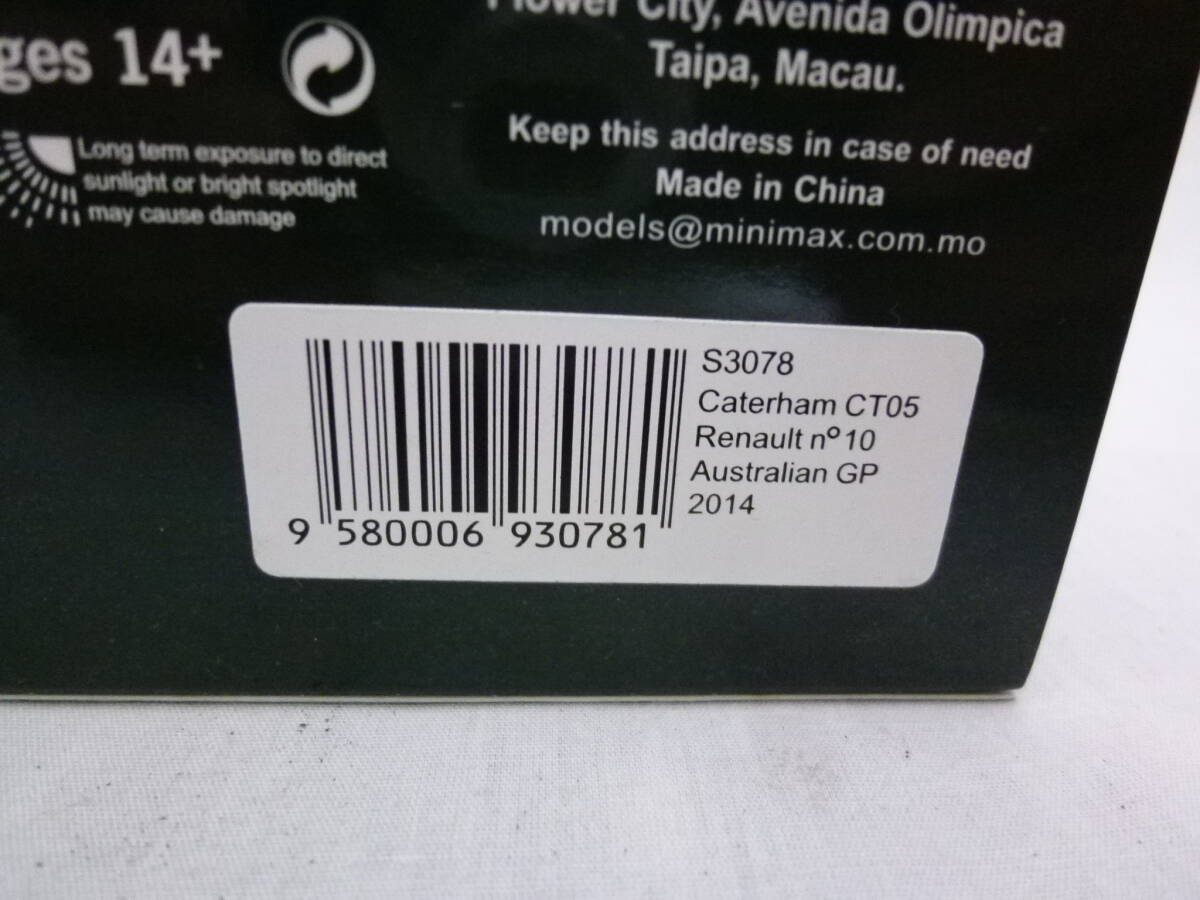 ges 14+
Long term exposure to direct
sunlight or bright spotlight
may cause damage
Flower City, Avenida Olimpica
Taipa, Macau.
Keep this address in case of need
Made in China
models@minimax.com.mo
S3078
Caterham CT05
Renault nº10
Australian GP
2014
9 580006 930781